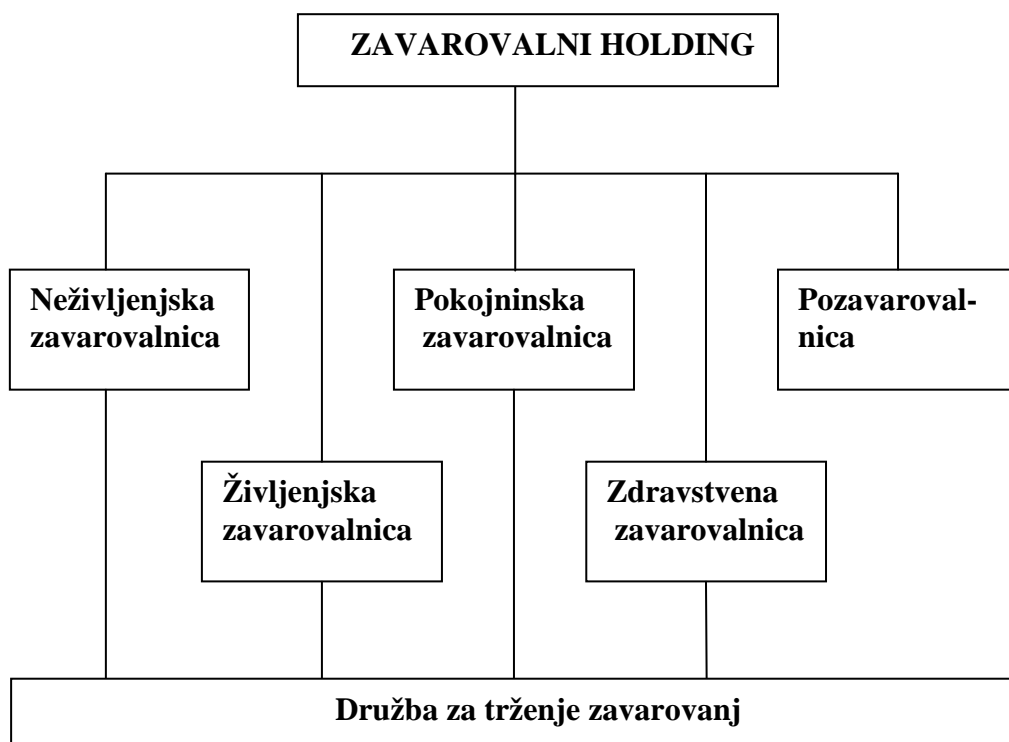 ZAVAROVALNI HOLDING
Neživljenjska
zavarovalnica
Pokojninska
zavarovalnica
Pozavaroval-
nica
Življenjska
zavarovalnica
Zdravstvena
zavarovalnica
Družba za trženje zavarovanj